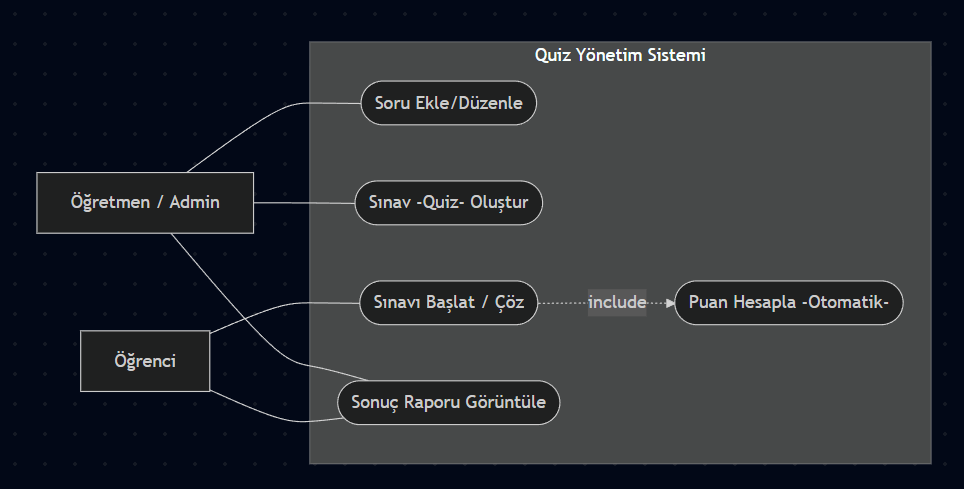 Quiz Yönetim Sistemi
Soru Ekle/Düzenle
Öğretmen / Admin
Sınav -Quiz- Oluştur
Sınavı Başlat / Çöz
include
Puan Hesapla -Otomatik-
Öğrenci
Sonuç Raporu Görüntüle